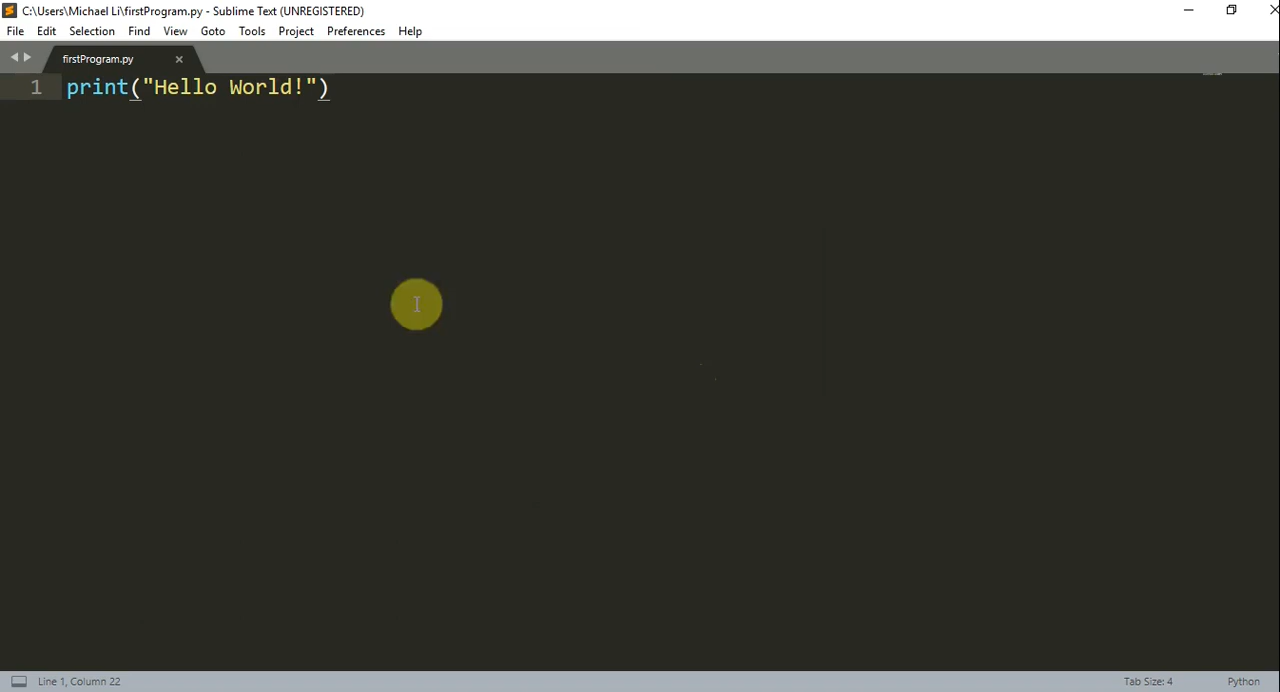 C:\Users\Michael Li\firstProgram.py - Sublime Text (UNREGISTERED)
File Edit Selection Find View Goto Tools Project Preferences Help
firstProgram.py
1 print("Hello World!")
Line 1, Column 22 Tab Size: 4 Python